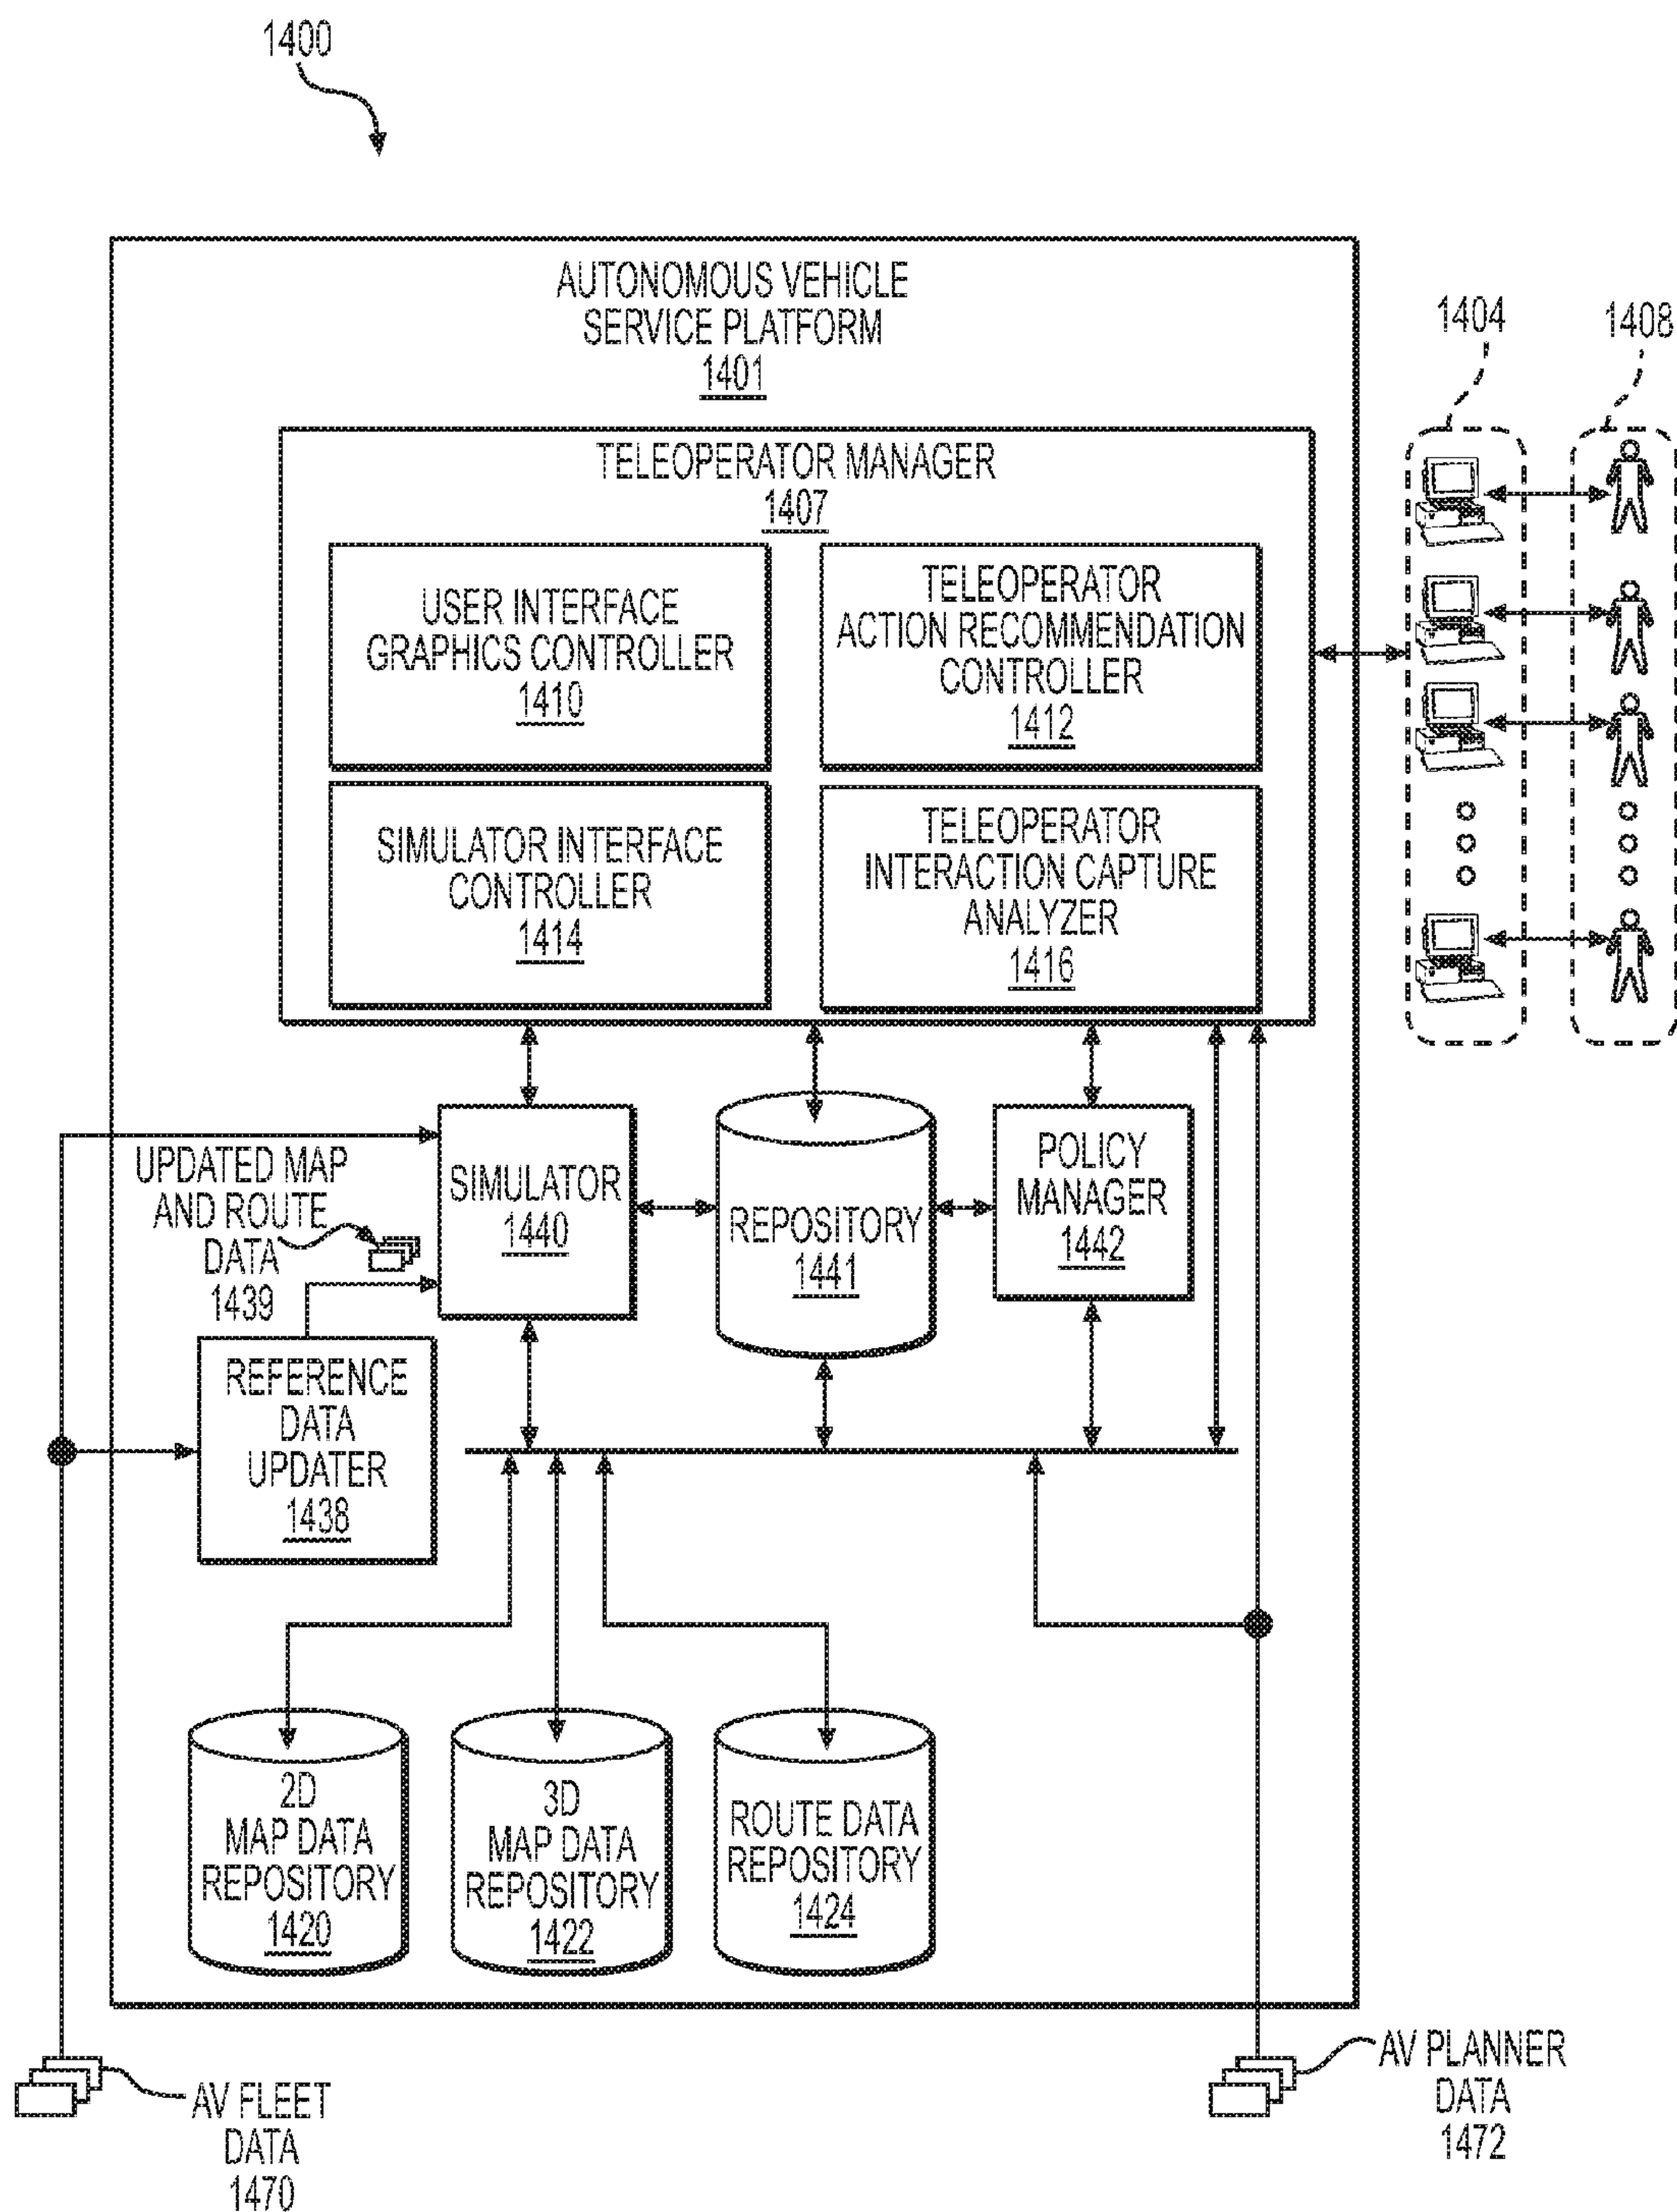 1400
AUTONOMOUS VEHICLE
SERVICE PLATFORM
1401
1404
1408
TELEOPERATOR MANAGER
1407
USER INTERFACE
GRAPHICS CONTROLLER
1410
TELEOPERATOR
ACTION RECOMMENDATION
CONTROLLER
1412
SIMULATOR INTERFACE
CONTROLLER
1414
TELEOPERATOR
INTERACTION CAPTURE
ANALYZER
1416
UPDATED MAP
AND ROUTE
DATA
1439
SIMULATOR
1440
REPOSITORY
1441
POLICY
MANAGER
1442
REFERENCE
DATA
UPDATER
1438
2D
MAP DATA
REPOSITORY
1420
3D
MAP DATA
REPOSITORY
1422
ROUTE DATA
REPOSITORY
1424
AV FLEET
DATA
1470
AV PLANNER
DATA
1472